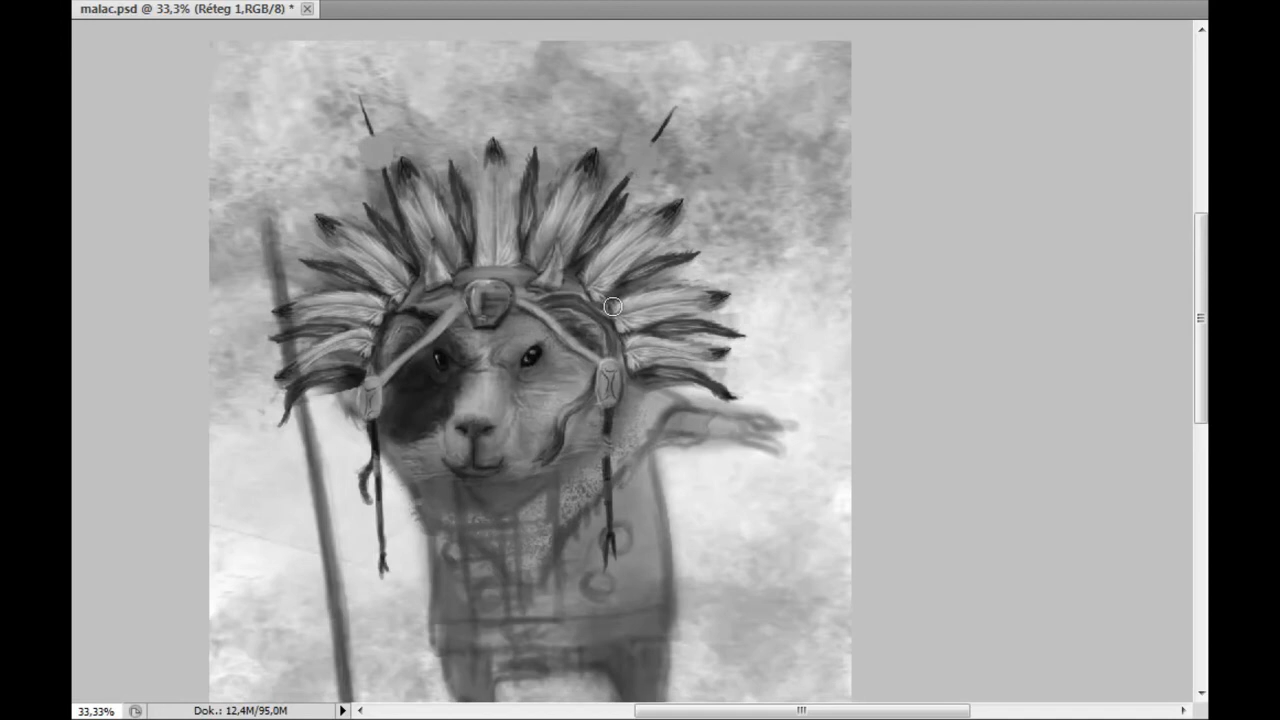 malac.psd @ 33,3% (Réteg 1,RGB/8) *
33,33%
Dok.: 12,4M/95,0M